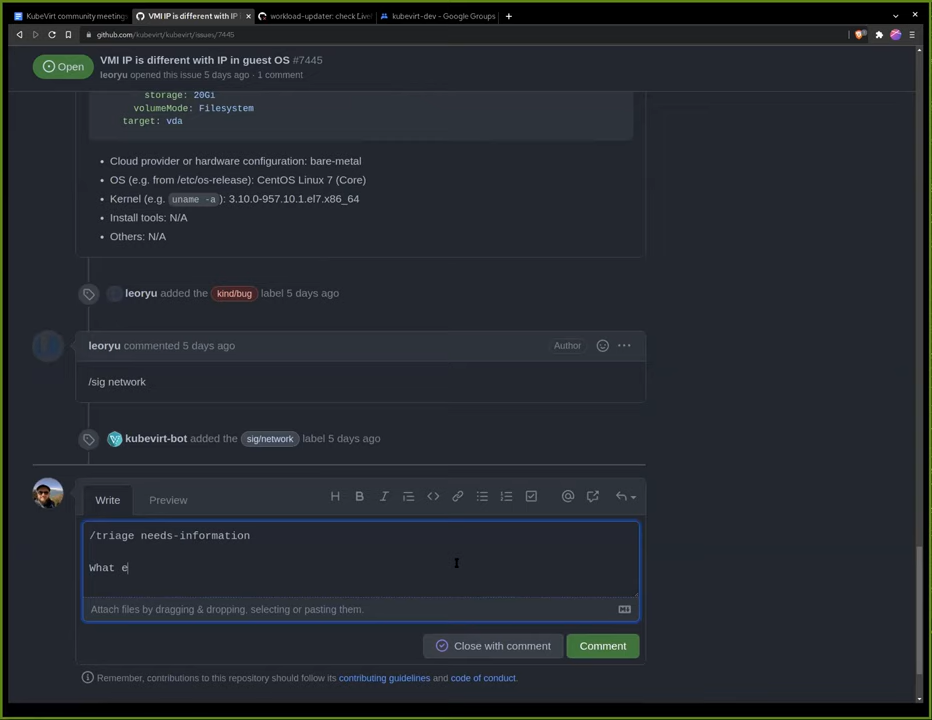 KubeVirt community meeting
VMI IP is different with IP
workload-updater: check Live
kubevirt-dev - Google Groups
github.com/kubevirt/kubevirt/issues/7445
Open
VMI IP is different with IP in guest OS #7445
leoryu opened this issue 5 days ago · 1 comment
storage: 20Gi
volumeMode: Filesystem
target: vda
• Cloud provider or hardware configuration: bare-metal
• OS (e.g. from /etc/os-release): CentOS Linux 7 (Core)
• Kernel (e.g. uname -a): 3.10.0-957.10.1.el7.x86_64
• Install tools: N/A
• Others: N/A
leoryu added the kind/bug label 5 days ago
leoryu commented 5 days ago
Author
/sig network
kubevirt-bot added the sig/network label 5 days ago
Write
Preview
/triage needs-information
What e
Attach files by dragging & dropping, selecting or pasting them.
Close with comment
Comment
Remember, contributions to this repository should follow its contributing guidelines and code of conduct.